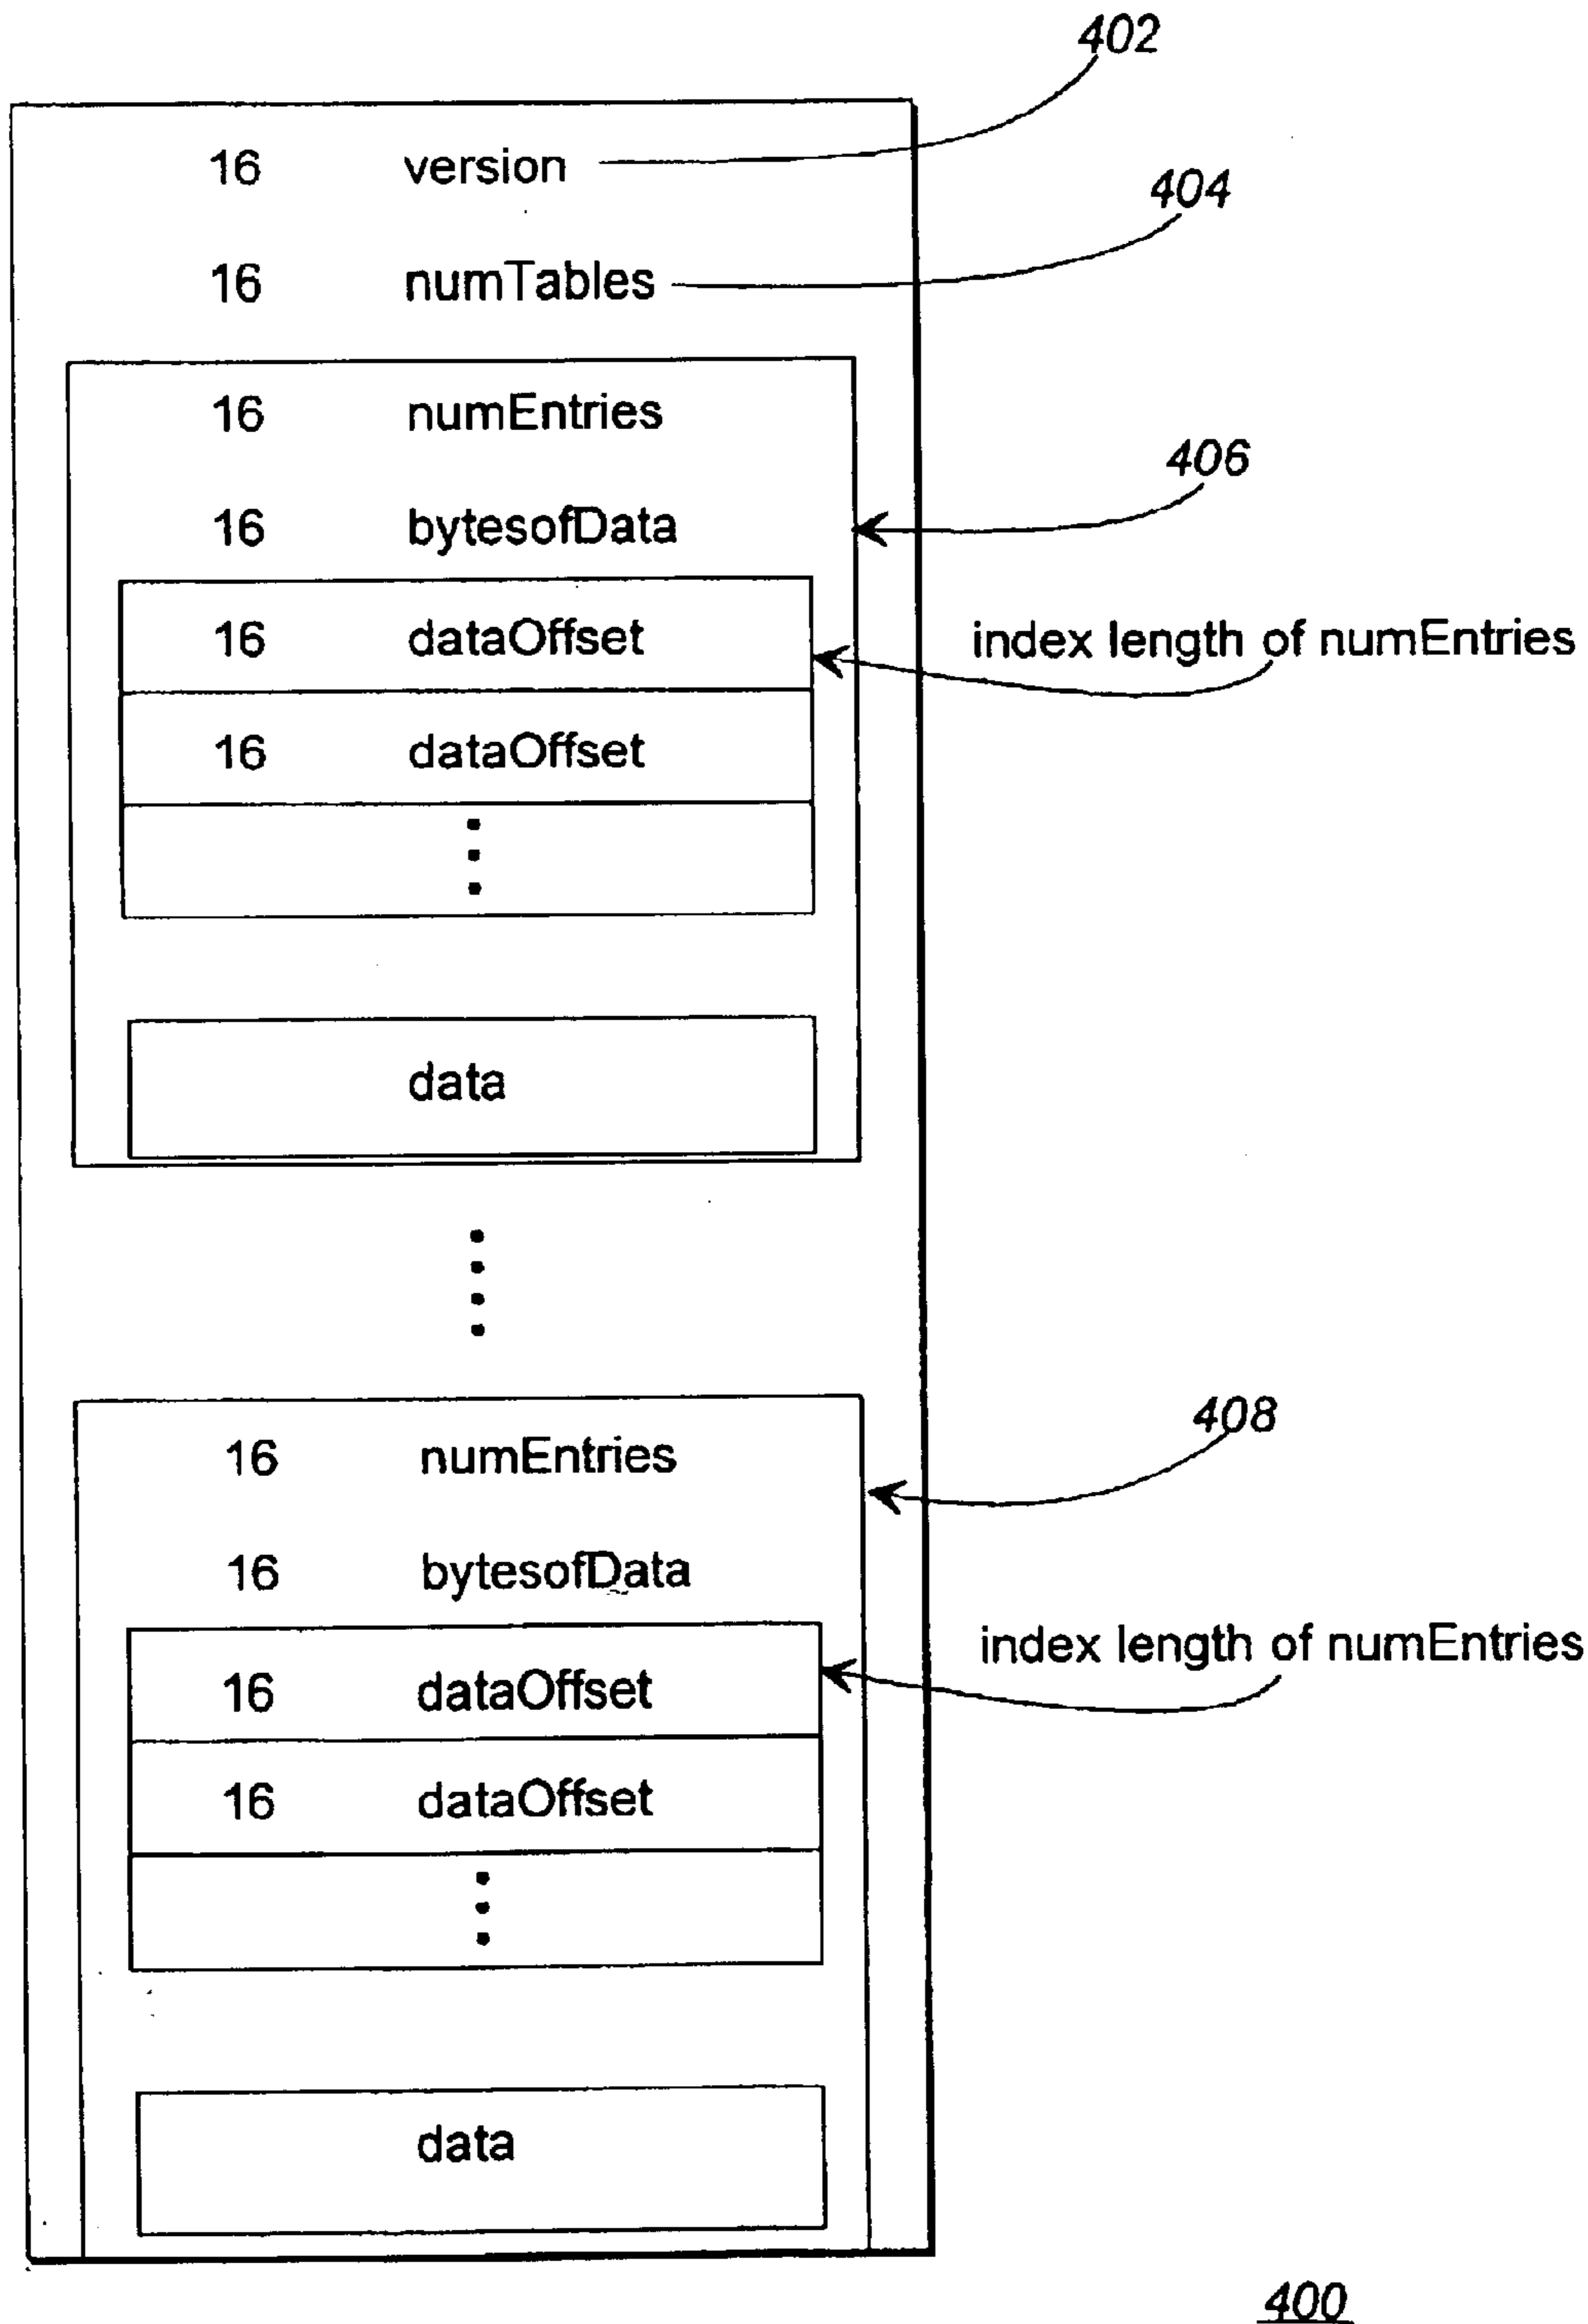 402
16 version
404
16 numTables
16 numEntries
406
16 bytesofData
16 dataOffset
index length of numEntries
16 dataOffset
data
408
16 numEntries
16 bytesofData
index length of numEntries
16 dataOffset
16 dataOffset
data
400